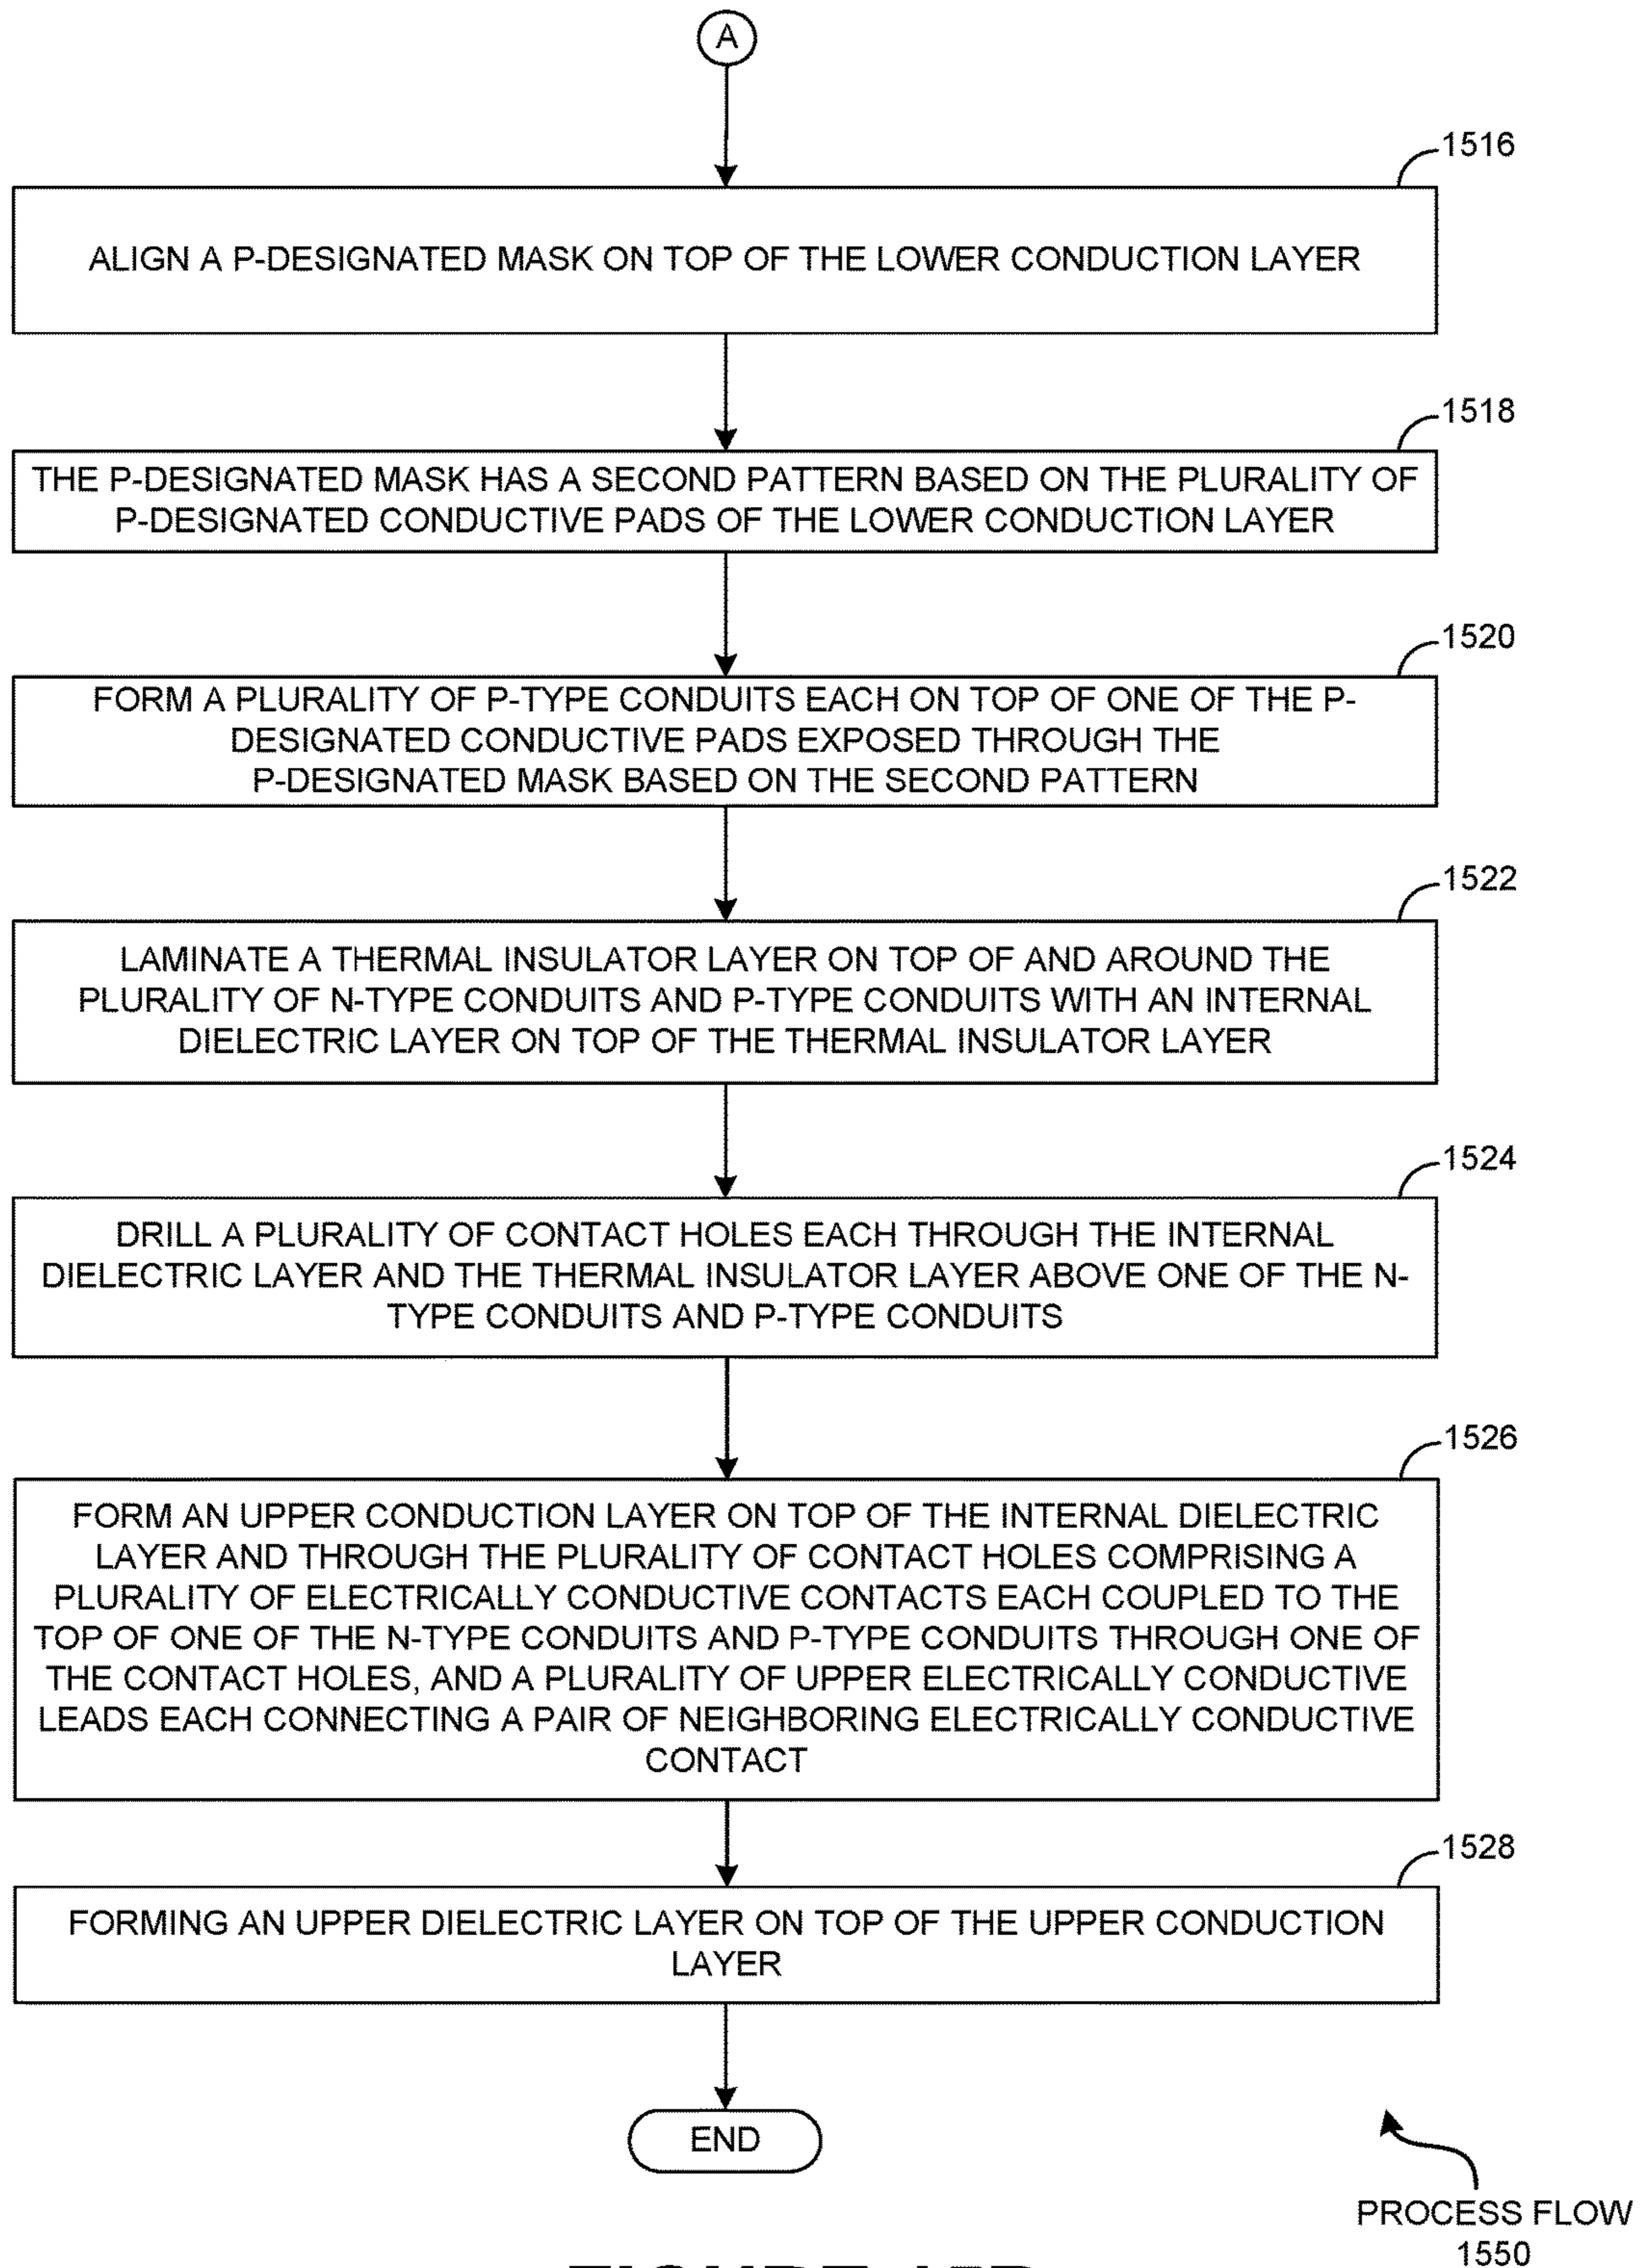 A
1516
ALIGN A P-DESIGNATED MASK ON TOP OF THE LOWER CONDUCTION LAYER
1518
THE P-DESIGNATED MASK HAS A SECOND PATTERN BASED ON THE PLURALITY OF
P-DESIGNATED CONDUCTIVE PADS OF THE LOWER CONDUCTION LAYER
1520
FORM A PLURALITY OF P-TYPE CONDUITS EACH ON TOP OF ONE OF THE P-
DESIGNATED CONDUCTIVE PADS EXPOSED THROUGH THE
P-DESIGNATED MASK BASED ON THE SECOND PATTERN
1522
LAMINATE A THERMAL INSULATOR LAYER ON TOP OF AND AROUND THE
PLURALITY OF N-TYPE CONDUITS AND P-TYPE CONDUITS WITH AN INTERNAL
DIELECTRIC LAYER ON TOP OF THE THERMAL INSULATOR LAYER
1524
DRILL A PLURALITY OF CONTACT HOLES EACH THROUGH THE INTERNAL
DIELECTRIC LAYER AND THE THERMAL INSULATOR LAYER ABOVE ONE OF THE N-
TYPE CONDUITS AND P-TYPE CONDUITS
1526
FORM AN UPPER CONDUCTION LAYER ON TOP OF THE INTERNAL DIELECTRIC
LAYER AND THROUGH THE PLURALITY OF CONTACT HOLES COMPRISING A
PLURALITY OF ELECTRICALLY CONDUCTIVE CONTACTS EACH COUPLED TO THE
TOP OF ONE OF THE N-TYPE CONDUITS AND P-TYPE CONDUITS THROUGH ONE OF
THE CONTACT HOLES, AND A PLURALITY OF UPPER ELECTRICALLY CONDUCTIVE
LEADS EACH CONNECTING A PAIR OF NEIGHBORING ELECTRICALLY CONDUCTIVE
CONTACT
1528
FORMING AN UPPER DIELECTRIC LAYER ON TOP OF THE UPPER CONDUCTION
LAYER
END
PROCESS FLOW
1550